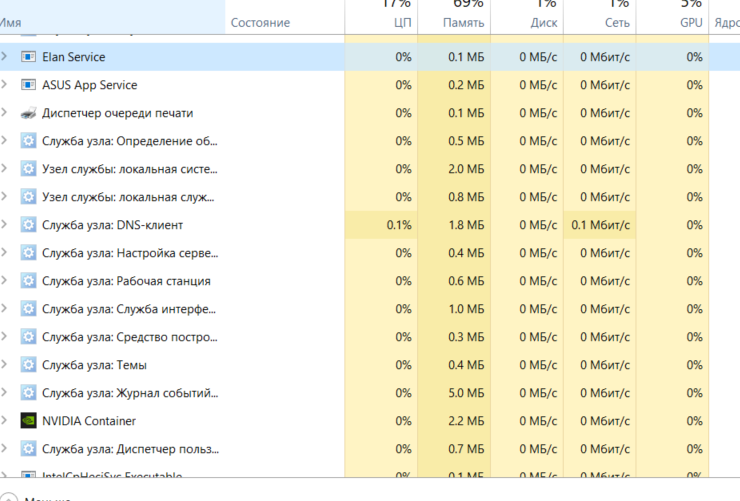 17% 69% 1% 1% 5%
Имя Состояние ЦП Память Диск Сеть GPU Ядро
Elan Service 0% 0.1 МБ 0 МБ/с 0 Мбит/с 0%
ASUS App Service 0% 0.2 МБ 0 МБ/с 0 Мбит/с 0%
Диспетчер очереди печати 0% 0.1 МБ 0 МБ/с 0 Мбит/с 0%
Служба узла: Определение об... 0% 0.5 МБ 0 МБ/с 0 Мбит/с 0%
Узел службы: локальная систе... 0% 2.0 МБ 0 МБ/с 0 Мбит/с 0%
Узел службы: локальная служ... 0% 0.8 МБ 0 МБ/с 0 Мбит/с 0%
Служба узла: DNS-клиент 0.1% 1.8 МБ 0 МБ/с 0.1 Мбит/с 0%
Служба узла: Настройка серве... 0% 0.4 МБ 0 МБ/с 0 Мбит/с 0%
Служба узла: Рабочая станция 0% 0.6 МБ 0 МБ/с 0 Мбит/с 0%
Служба узла: Служба интерфе... 0% 1.0 МБ 0 МБ/с 0 Мбит/с 0%
Служба узла: Средство постро... 0% 0.3 МБ 0 МБ/с 0 Мбит/с 0%
Служба узла: Темы 0% 0.4 МБ 0 МБ/с 0 Мбит/с 0%
Служба узла: Журнал событий... 0% 5.0 МБ 0 МБ/с 0 Мбит/с 0%
NVIDIA Container 0% 2.2 МБ 0 МБ/с 0 Мбит/с 0%
Служба узла: Диспетчер польз... 0% 0.7 МБ 0 МБ/с 0 Мбит/с 0%
IntelCpHeciSvc Executable 0% 0.1 МБ 0 МБ/с 0 Мбит/с 0%
Меньше